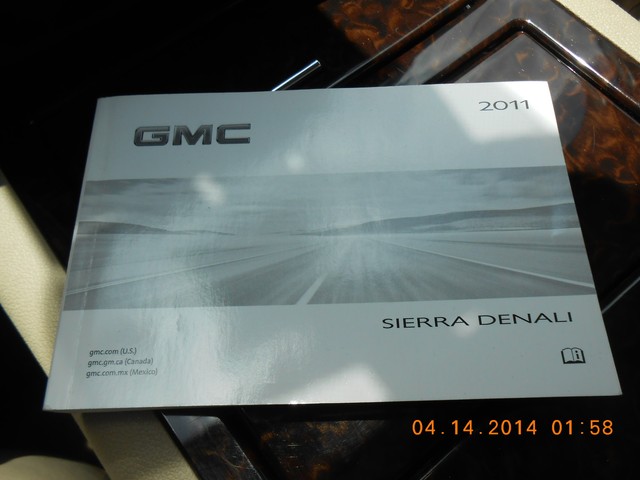 2011
GMC
SIERRA DENALI
gmc.com (U.S.)
gmc.gm.ca (Canada)
gmc.com.mx (Mexico)
04.14.2014 01:58